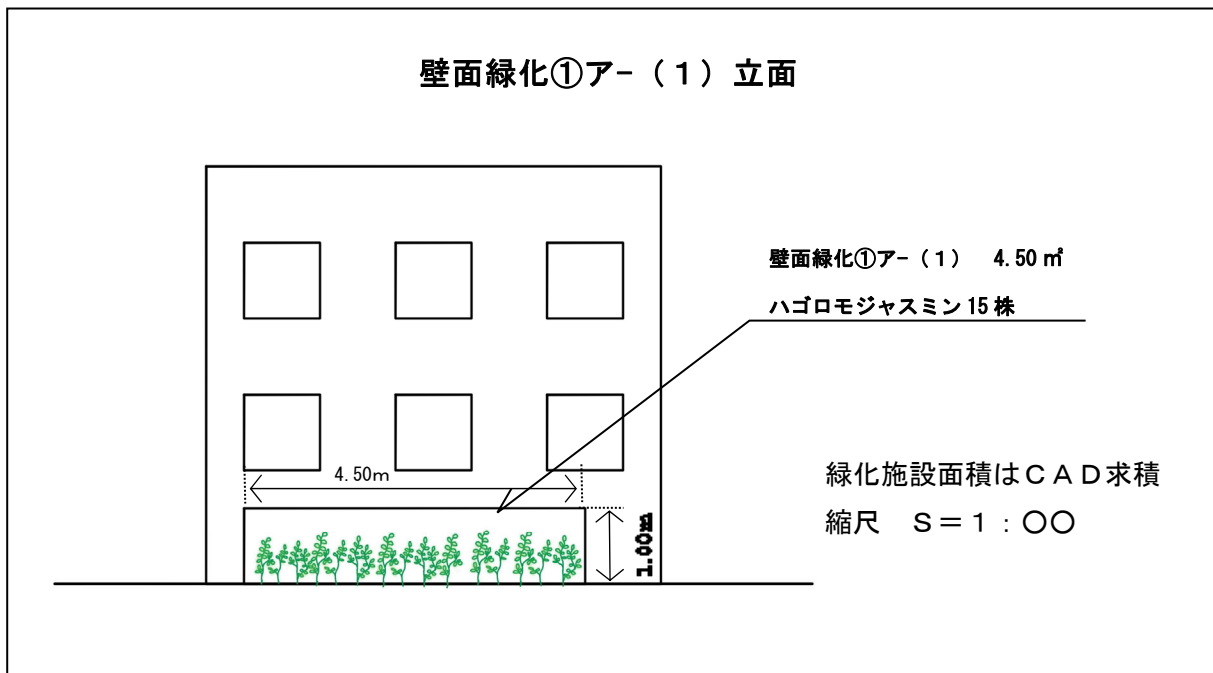 壁面緑化①ア-（１）立面
壁面緑化①ア-（１） 4.50㎡
ハゴロモジャスミン15株
4.50m
1.00m
緑化施設面積はＣＡＤ求積
縮尺　Ｓ＝１：〇〇